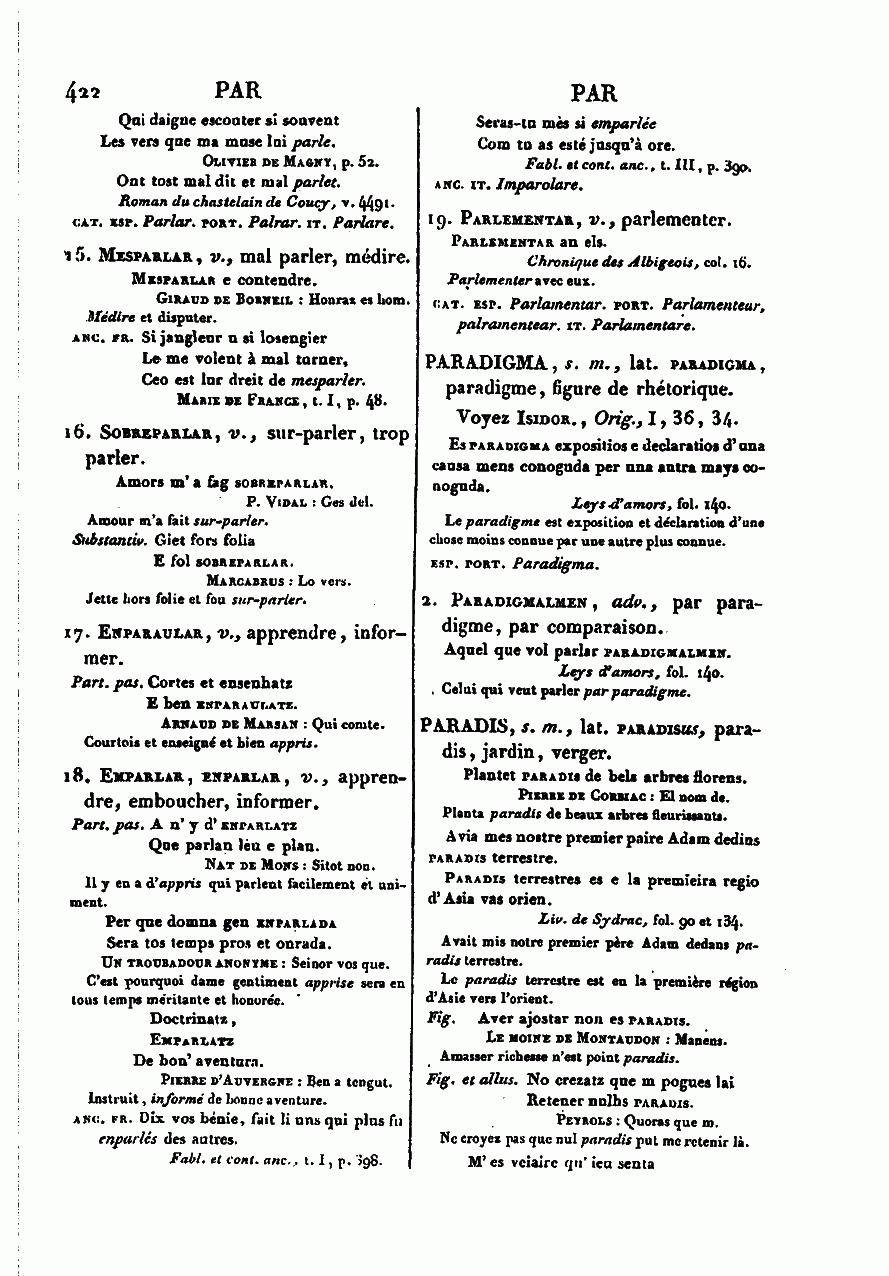 422 PAR
Qui daigne escouter si souvent
Les vers que ma muse lui parle.
OLIVIER DE MAGNY, p. 52.
Ont tost mal dit et mal parlet.
Roman du chastelain de Coucy, v. 4491.
CAT. ESP. Parlar. PORT. Palrar. IT. Parlare.
15. MESPARLAR, v., mal parler, médire.
MESPARLAR e contendre.
GIRAUD DE BORNEIL : Honraz es hom.
Médire et disputer.
ANC. FR. Si jangleur u si losengier
Le me volent à mal turner,
Ceo est lur dreit de mesparler.
MARIE DE FRANCE, t. I, p. 48.
16. SOBREPARLAR, v., sur-parler, trop
parler.
Amors m'a fag SOBREPARLAR.
P. VIDAL : Ges del.
Amour m'a fait sur-parler.
Substantiv. Giet fors folia
E fol SOBREPARLAR.
MARCABRUS : Lo vers.
Jette hors folie et fou sur-parler.
17. ENPARAULAR, v., apprendre, infor-
mer.
Part. pas. Cortes et ensenhatz
E ben ENPARAULATZ.
ARNAUD DE MARSAN : Qui comte.
Courtois et enseigné et bien appris.
18. EMPARLAR, ENPARLAR, v., appren-
dre, emboucher, informer.
Part. pas. A n'y d'ENPARLATZ
Que parlan léu e plan.
NAT DE MONS : Sitot non.
Il y en a d'appris qui parlent facilement et uni-
ment.
Per que domna gen ENPARLADA
Sera tos temps pros et onrada.
UN TROUBADOUR ANONYME : Seinor vos que.
C'est pourquoi dame gentiment apprise sera en
tous temps méritante et honorée.
Doctrinatz,
EMPARLATZ
De bon' aventura.
PIERRE D'AUVERGNE : Ben a tengut.
Instruit, informé de bonne aventure.
ANC. FR. Dix vos bénie, fait li uns qui plus fu
enparlés des autres.
Fabl. et cont. anc., t. I, p. 398.
PAR
Seras-tu mès si emparlée
Com tu as esté jusqu'à ore.
Fabl. et cont. anc., t. III, p. 390.
ANC. IT. Imparolare.
19. PARLEMENTAR, v., parlementer.
PARLEMENTAR an els.
Chronique des Albigeois, col. 16.
Parlementer avec eux.
CAT. ESP. Parlamentar. PORT. Parlamentear,
palramentear. IT. Parlamentare.
PARADIGMA, s. m., lat. PARADIGMA,
paradigme, figure de rhétorique.
Voyez ISIDOR., Orig., I, 36, 34.
Es PARADIGMA expositios e declaratios d'una
causa mens conoguda per una autra mays co-
noguda.
Leys d'amors, fol. 140.
Le paradigme est exposition et déclaration d'une
chose moins connue par une autre plus connue.
ESP. PORT. Paradigma.
2. PARADIGMALMEN, adv., par para-
digme, par comparaison.
Aquel que vol parlar PARADIGMALMEN.
Leys d'amors, fol. 140.
Celui qui veut parler par paradigme.
PARADIS, s. m., lat. PARADISus, para-
dis, jardin, verger.
Plantet PARADIS de bels arbres florens.
PIERRE DE CORBIAC : El nom de.
Planta paradis de beaux arbres fleurissants.
Avia mes nostre premier paire Adam dedins
PARADIS terrestre.
PARADIS terrestres es e la premieira regio
d'Asia vas orien.
Liv. de Sydrac, fol. 90 et 134.
Avait mis notre premier père Adam dedans pa-
radis terrestre.
Le paradis terrestre est en la première région
d'Asie vers l'orient.
Fig. Aver ajostar non es PARADIS.
LE MOINE DE MONTAUDON : Manens.
Amasser richesse n'est point paradis.
Fig. et allus. No crezatz que m pogues lai
Retener nulhs PARADIS.
PEYROLS : Quoras que m.
Ne croyez pas que nul paradis put me retenir là.
M'es veiaire qu'ieu senta